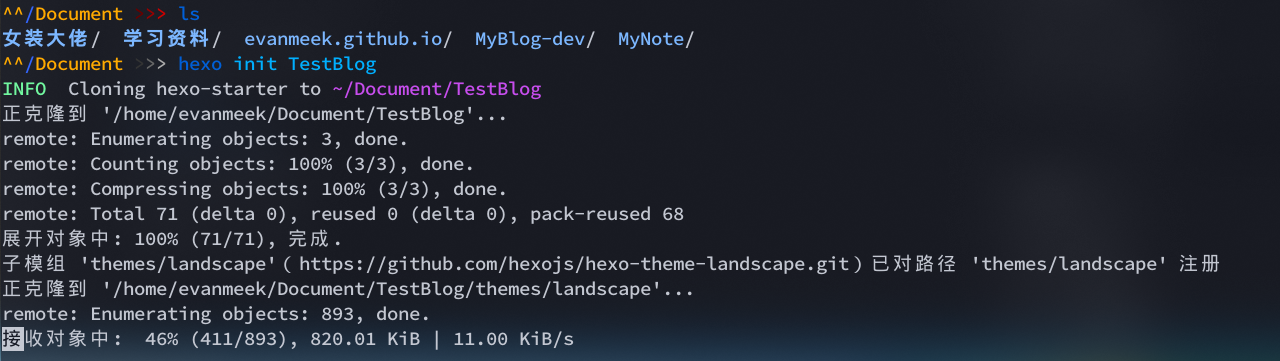 ^^/Document >>> ls
女装大佬/ 学习资料/ evanmeek.github.io/ MyBlog-dev/ MyNote/
^^/Document >>> hexo init TestBlog
INFO Cloning hexo-starter to ~/Document/TestBlog
正克隆到 '/home/evanmeek/Document/TestBlog'...
remote: Enumerating objects: 3, done.
remote: Counting objects: 100% (3/3), done.
remote: Compressing objects: 100% (3/3), done.
remote: Total 71 (delta 0), reused 0 (delta 0), pack-reused 68
展开对象中: 100% (71/71), 完成.
子模组 'themes/landscape'（https://github.com/hexojs/hexo-theme-landscape.git）已对路径 'themes/landscape' 注册
正克隆到 '/home/evanmeek/Document/TestBlog/themes/landscape'...
remote: Enumerating objects: 893, done.
接收对象中: 46% (411/893), 820.01 KiB | 11.00 KiB/s